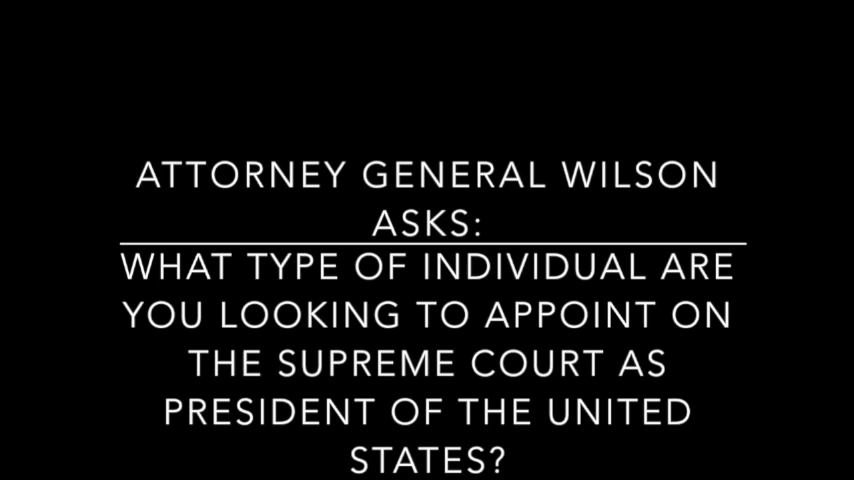 ATTORNEY GENERAL WILSON
ASKS:
WHAT TYPE OF INDIVIDUAL ARE
YOU LOOKING TO APPOINT ON
THE SUPREME COURT AS
PRESIDENT OF THE UNITED
STATES?